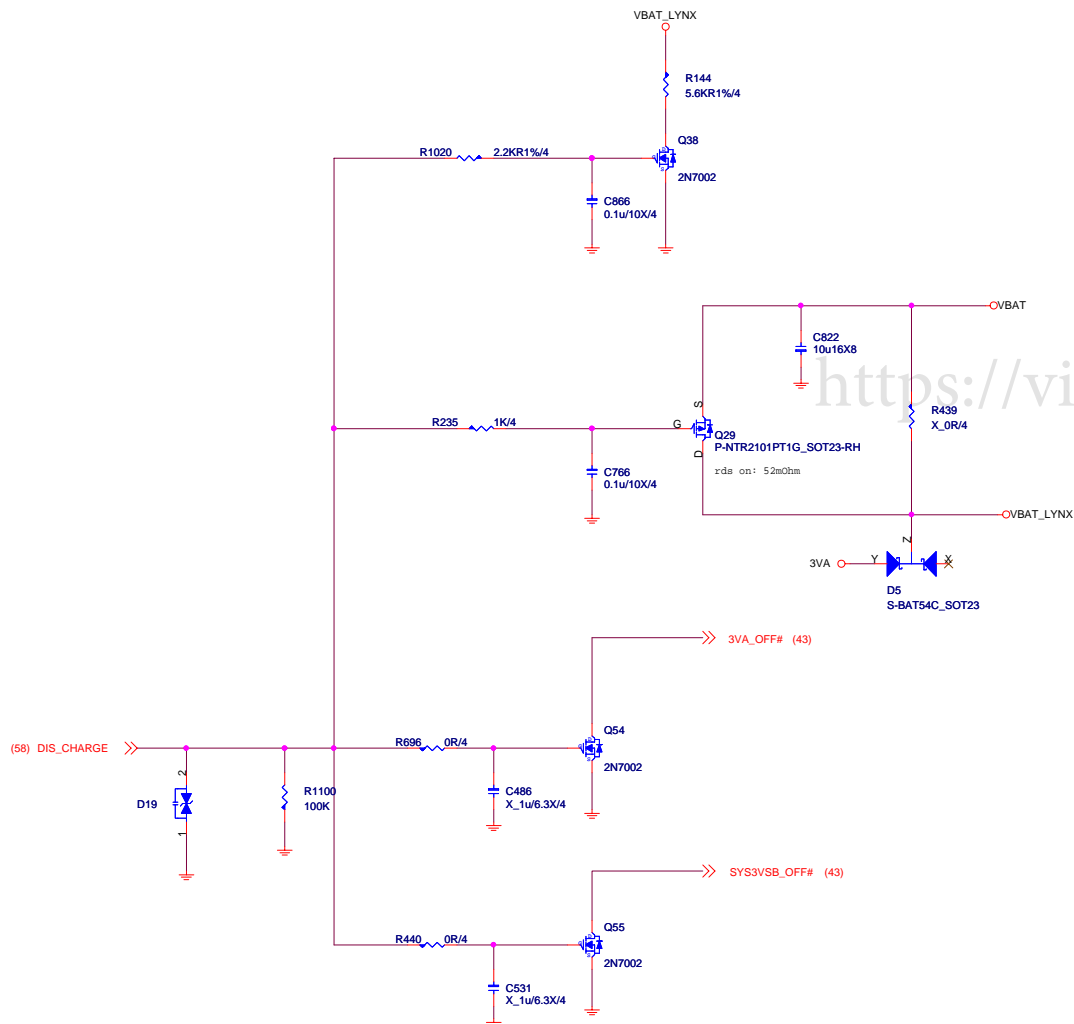 VBAT_LYNX
R144
5.6KR1%/4
Q38
2N7002
R1020
2.2KR1%/4
C866
0.1u/10X/4
VBAT
C822
10u16X8
https://vi
R439
X_0R/4
R235
1K/4
G
S
D
Q29
P-NTR2101PT1G_SOT23-RH
rds on: 52mOhm
C766
0.1u/10X/4
VBAT_LYNX
Z
3VA
Y
X
D5
S-BAT54C_SOT23
3VA_OFF# (43)
Q54
2N7002
(58) DIS_CHARGE
R696
0R/4
D19
2
1
R1100
100K
C486
X_1u/6.3X/4
SYS3VSB_OFF# (43)
Q55
2N7002
R440
0R/4
C531
X_1u/6.3X/4